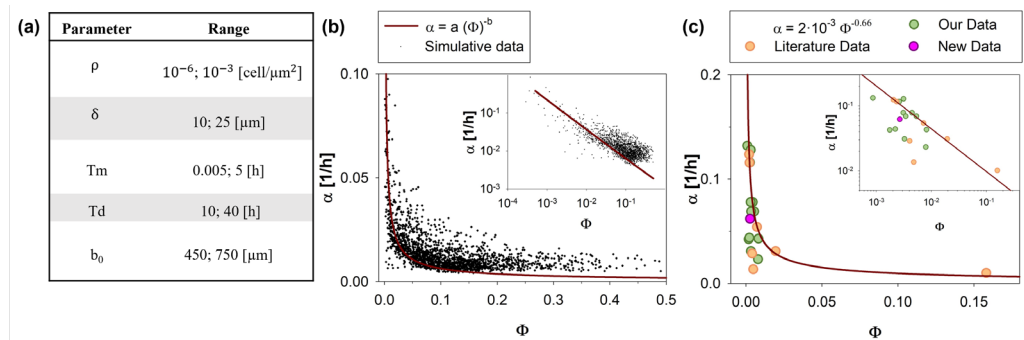 (a)
Parameter Range
ρ 10⁻⁶; 10⁻³ [cell/µm²]
δ 10; 25 [µm]
Tm 0.005; 5 [h]
Td 10; 40 [h]
b₀ 450; 750 [µm]
(b)
α = a (Φ)⁻ᵇ
Simulative data
α [1/h]
0.10
0.05
0.00
0.0 0.1 0.2 0.3 0.4 0.5
Φ
α [1/h]
10⁻¹
10⁻²
10⁻³
10⁻⁴ 10⁻³ 10⁻² 10⁻¹
Φ
(c)
α = 2·10⁻³ Φ⁻⁰·⁶⁶
Literature Data
Our Data
New Data
α [1/h]
0.2
0.1
0.0
0.00 0.05 0.10 0.15
Φ
α [1/h]
10⁻¹
10⁻²
10⁻³ 10⁻² 10⁻¹
Φ